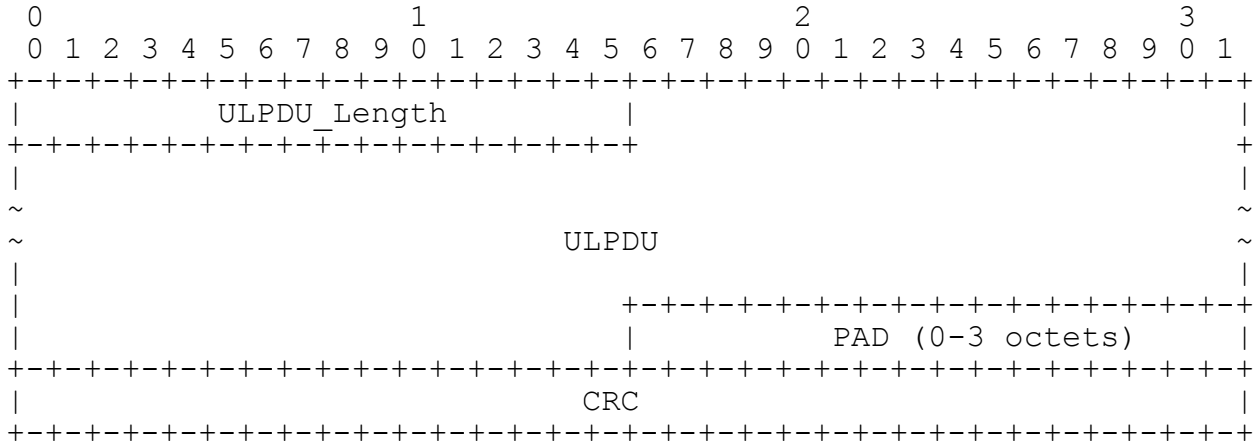 0                   1                   2                   3
 0 1 2 3 4 5 6 7 8 9 0 1 2 3 4 5 6 7 8 9 0 1 2 3 4 5 6 7 8 9 0 1
+-+-+-+-+-+-+-+-+-+-+-+-+-+-+-+-+-+-+-+-+-+-+-+-+-+-+-+-+-+-+-+-+
|          ULPDU_Length         |                               |
+-+-+-+-+-+-+-+-+-+-+-+-+-+-+-+-+                               +
|                                                               |
~                                                               ~
~                            ULPDU                              ~
|                                                               |
|                               +-+-+-+-+-+-+-+-+-+-+-+-+-+-+-+-+
|                               |          PAD (0-3 octets)     |
+-+-+-+-+-+-+-+-+-+-+-+-+-+-+-+-+-+-+-+-+-+-+-+-+-+-+-+-+-+-+-+-+
|                             CRC                               |
+-+-+-+-+-+-+-+-+-+-+-+-+-+-+-+-+-+-+-+-+-+-+-+-+-+-+-+-+-+-+-+-+